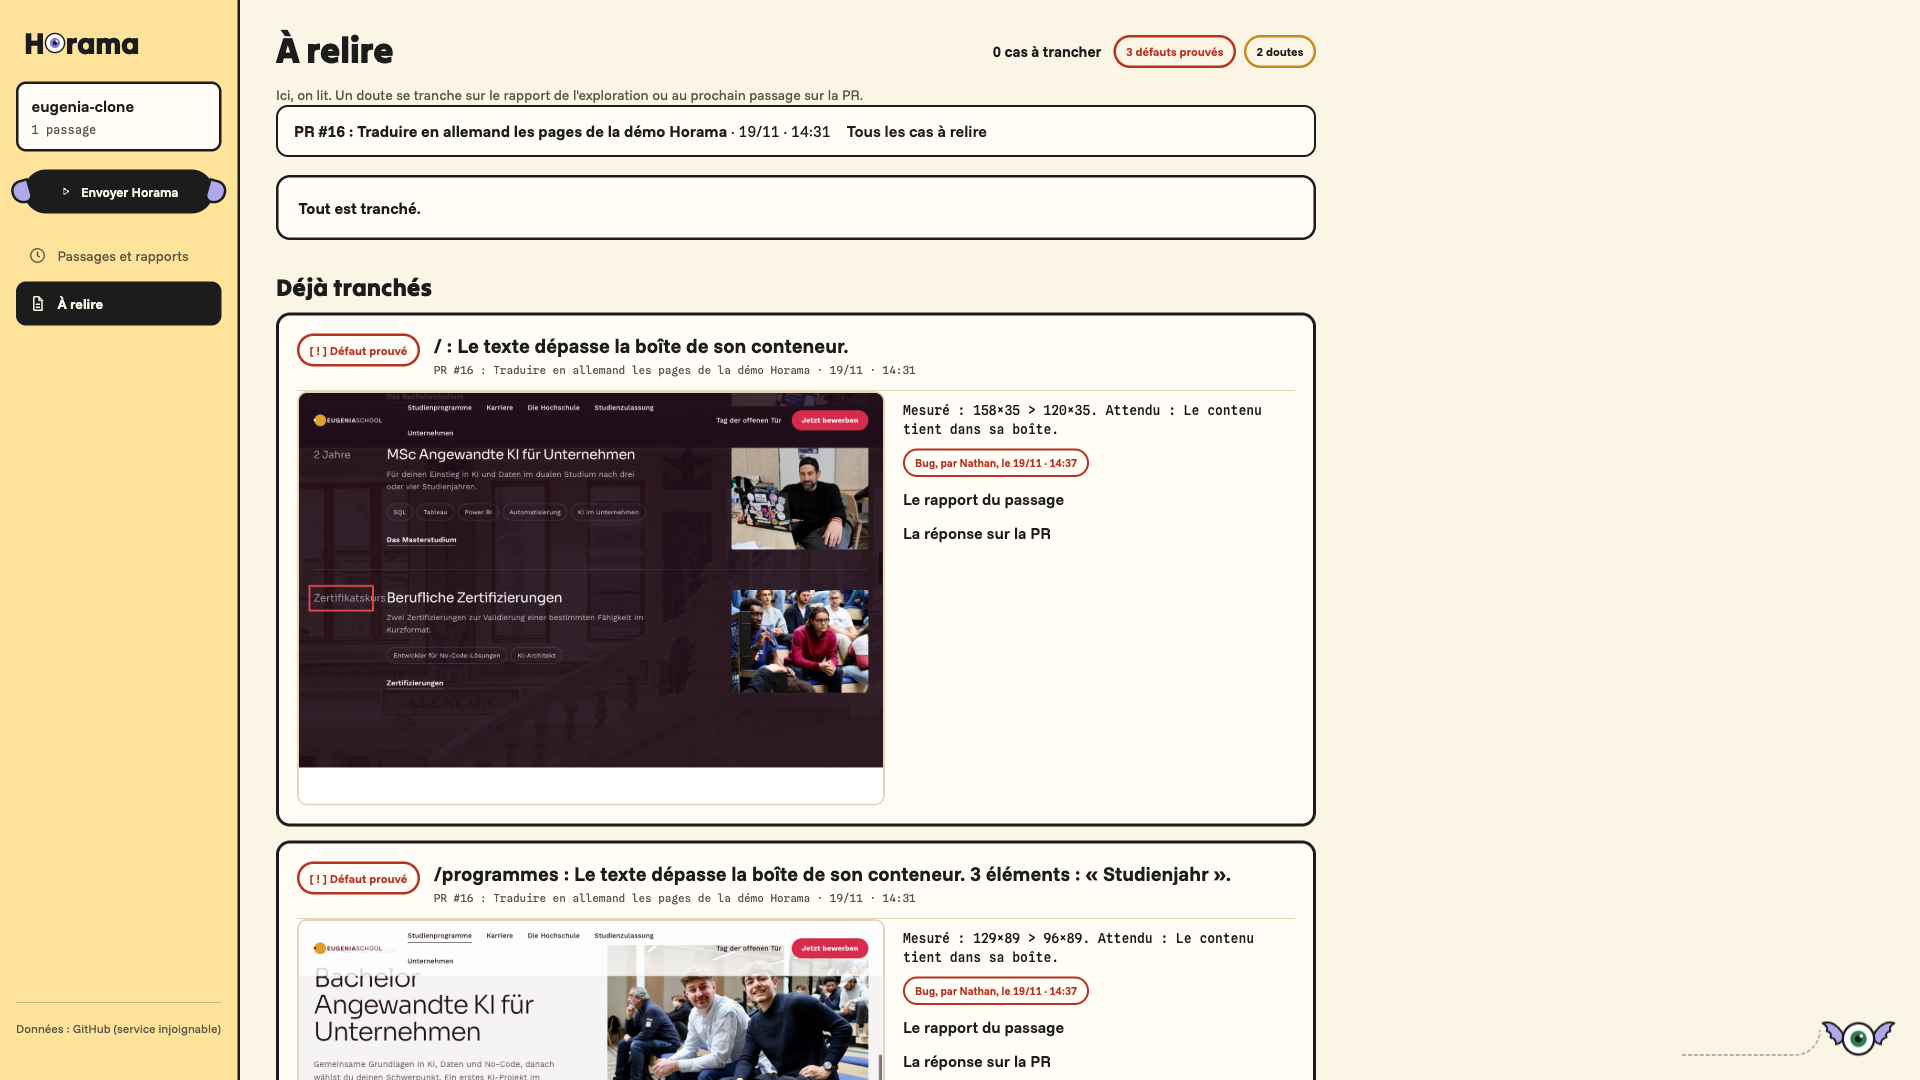 Horama
eugenia-clone
1 passage
Envoyer Horama
Passages et rapports
À relire
Données : GitHub (service injoignable)
À relire
0 cas à trancher
3 défauts prouvés
2 doutes
Ici, on lit. Un doute se tranche sur le rapport de l'exploration ou au prochain passage sur la PR.
PR #16 : Traduire en allemand les pages de la démo Horama · 19/11 · 14:31 Tous les cas à relire
Tout est tranché.
Déjà tranchés
[ ! ] Défaut prouvé
/ : Le texte dépasse la boîte de son conteneur.
PR #16 : Traduire en allemand les pages de la démo Horama · 19/11 · 14:31
Das Bachelorstudium
EUGENIASCHOOL
Studienprogramme Karriere Die Hochschule Studienzulassung
Unternehmen
Tag der offenen Tür
Jetzt bewerben
2 Jahre
MSc Angewandte KI für Unternehmen
Für deinen Einstieg in KI und Daten im dualen Studium nach drei
oder vier Studienjahren.
SQL Tableau Power BI Automatisierung KI im Unternehmen
Das Masterstudium
Zertifikatskurs
Berufliche Zertifizierungen
Zwei Zertifizierungen zur Validierung einer bestimmten Fähigkeit im
Kurzformat.
Entwickler für No-Code-Lösungen KI-Architekt
Zertifizierungen
ALENCON
Mesuré : 158×35 > 120×35. Attendu : Le contenu
tient dans sa boîte.
Bug, par Nathan, le 19/11 · 14:37
Le rapport du passage
La réponse sur la PR
[ ! ] Défaut prouvé
/programmes : Le texte dépasse la boîte de son conteneur. 3 éléments : « Studienjahr ».
PR #16 : Traduire en allemand les pages de la démo Horama · 19/11 · 14:31
EUGENIASCHOOL
Studienprogramme Karriere Die Hochschule Studienzulassung
Unternehmen
Tag der offenen Tür
Jetzt bewerben
Bachelor
Angewandte KI für
Unternehmen
Gemeinsame Grundlagen in KI, Daten und No-Code, danach
wählst du deinen Schwerpunkt. Ein erstes KI-Projekt im
Mesuré : 129×89 > 96×89. Attendu : Le contenu
tient dans sa boîte.
Bug, par Nathan, le 19/11 · 14:37
Le rapport du passage
La réponse sur la PR